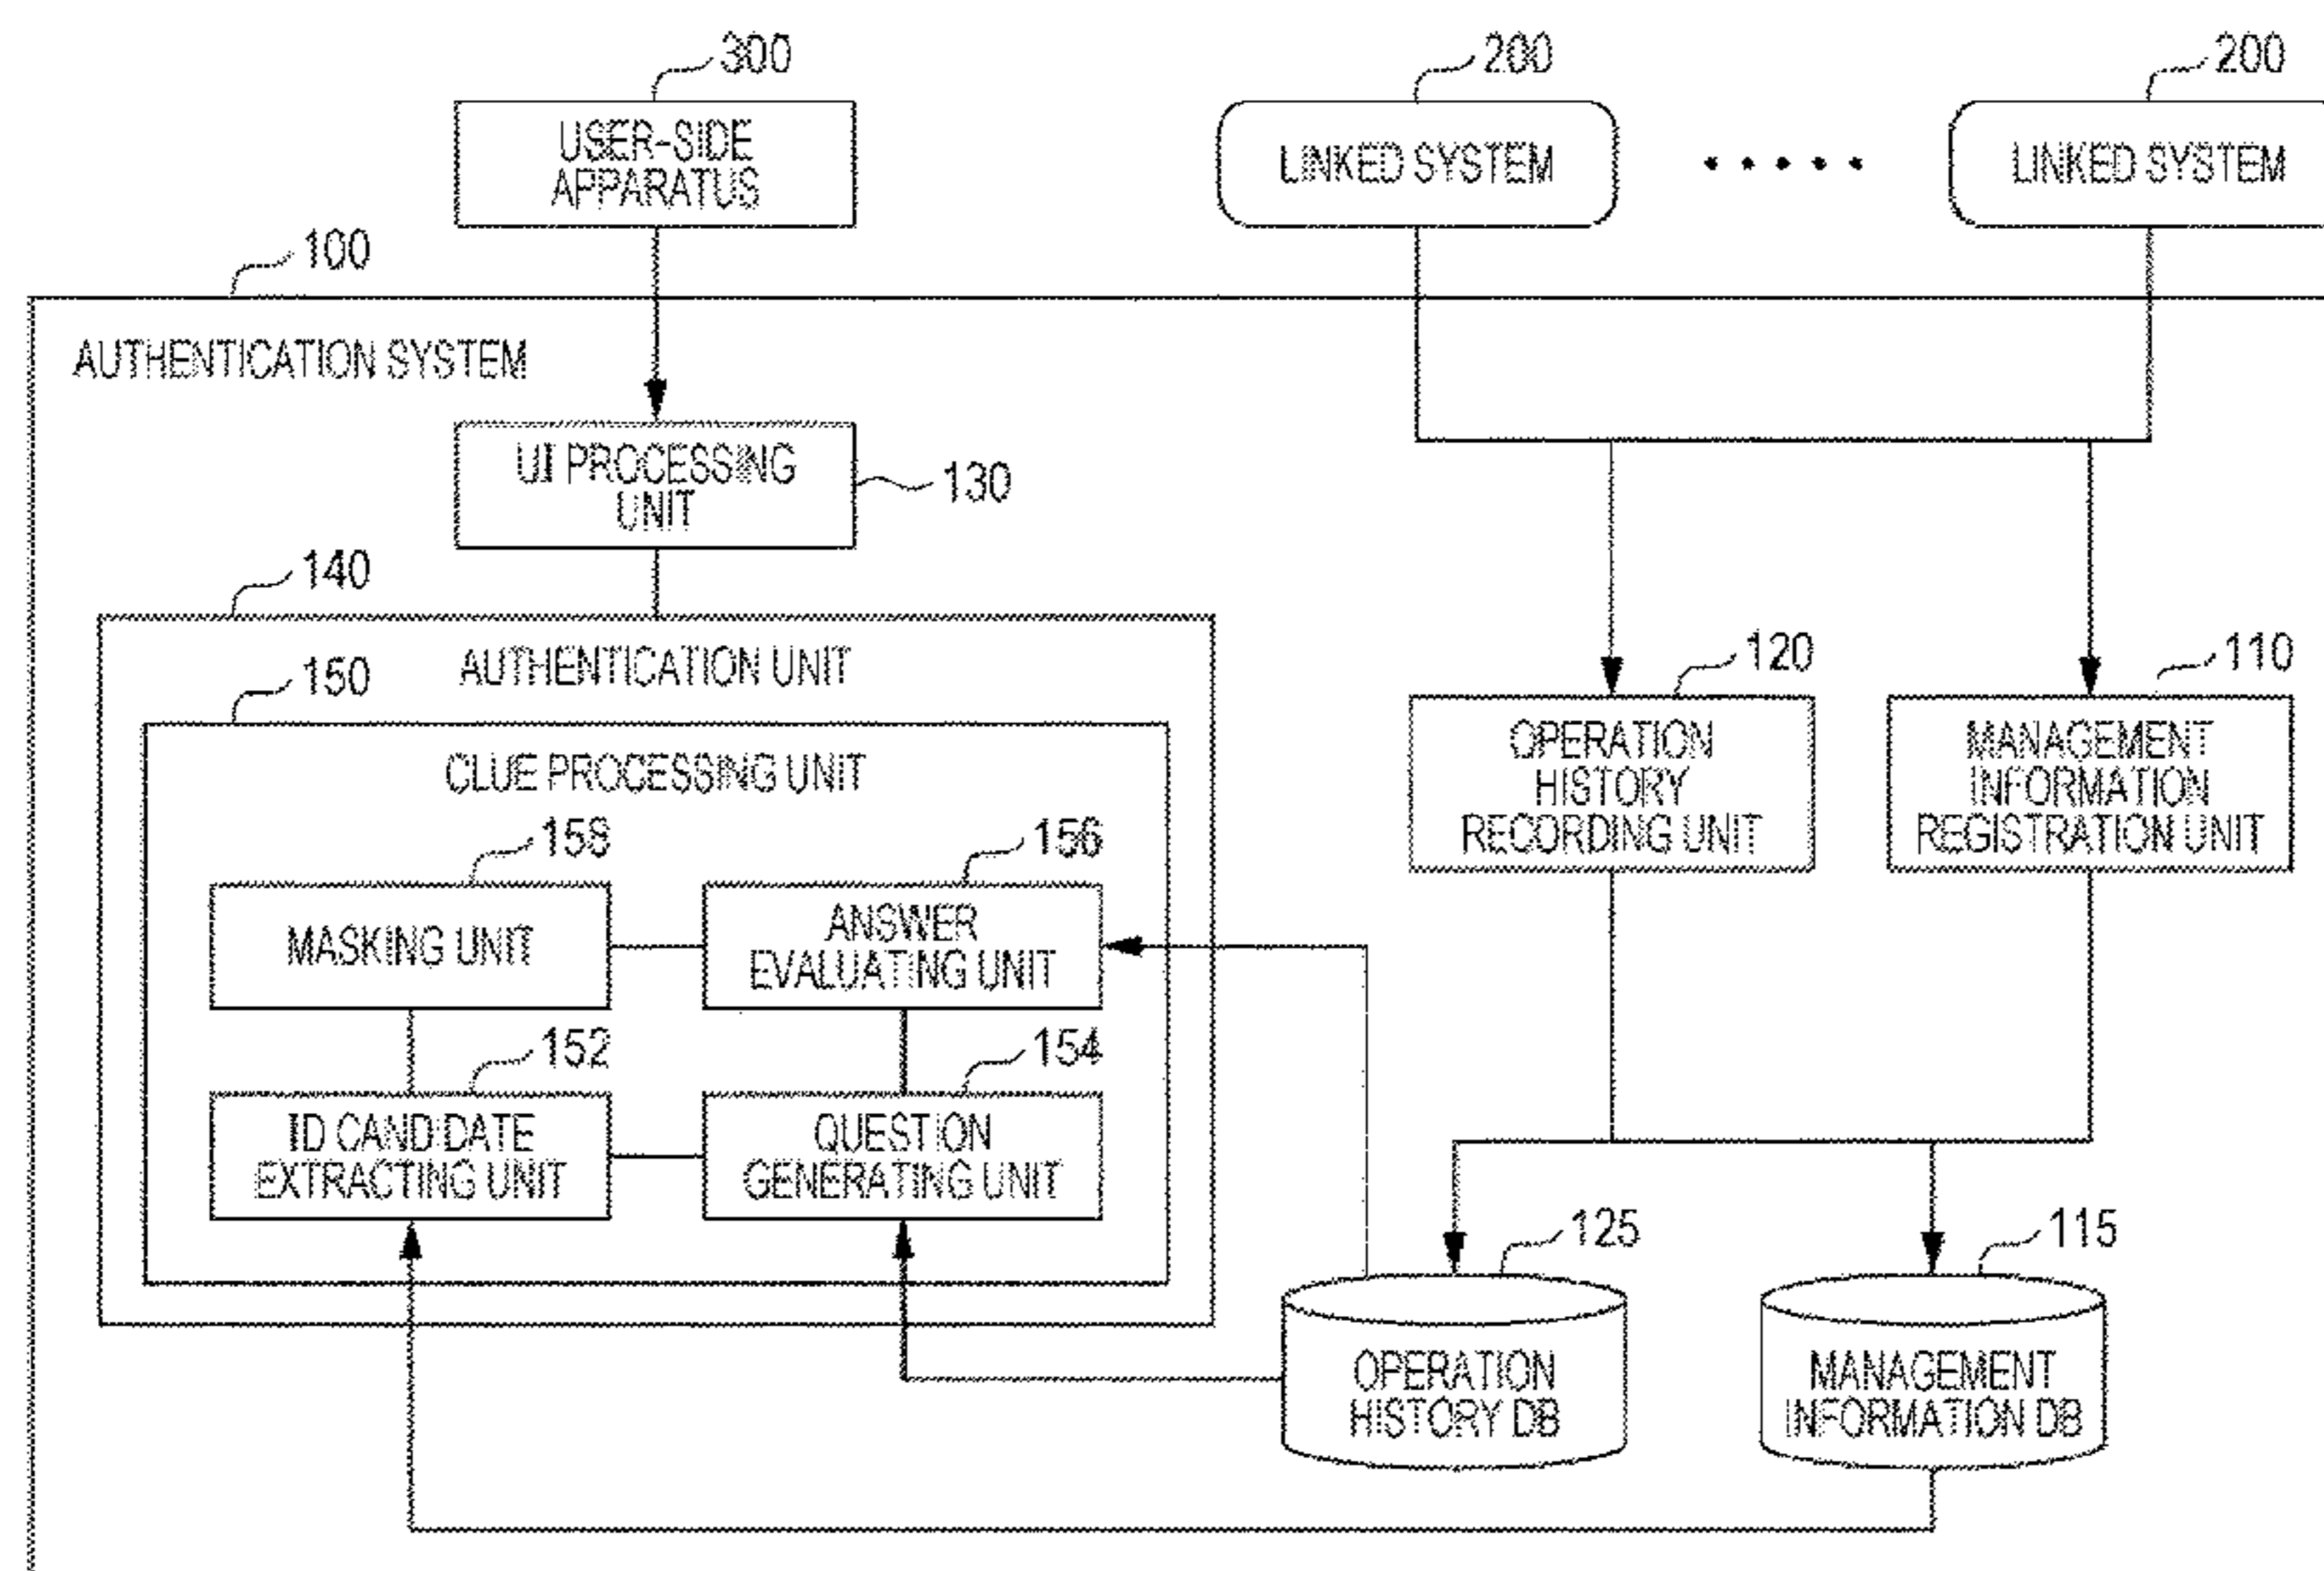 300
200
200
USER-SIDE
APPARATUS
LINKED SYSTEM
.....
LINKED SYSTEM
100
AUTHENTICATION SYSTEM
UI PROCESSING
UNIT
130
140
AUTHENTICATION UNIT
120
110
150
OPERATION
HISTORY
RECORDING UNIT
MANAGEMENT
INFORMATION
REGISTRATION UNIT
CLUE PROCESSING UNIT
158
156
MASKING UNIT
ANSWER
EVALUATING UNIT
152
154
ID CANDIDATE
EXTRACTING UNIT
QUESTION
GENERATING UNIT
125
115
OPERATION
HISTORY DB
MANAGEMENT
INFORMATION DB